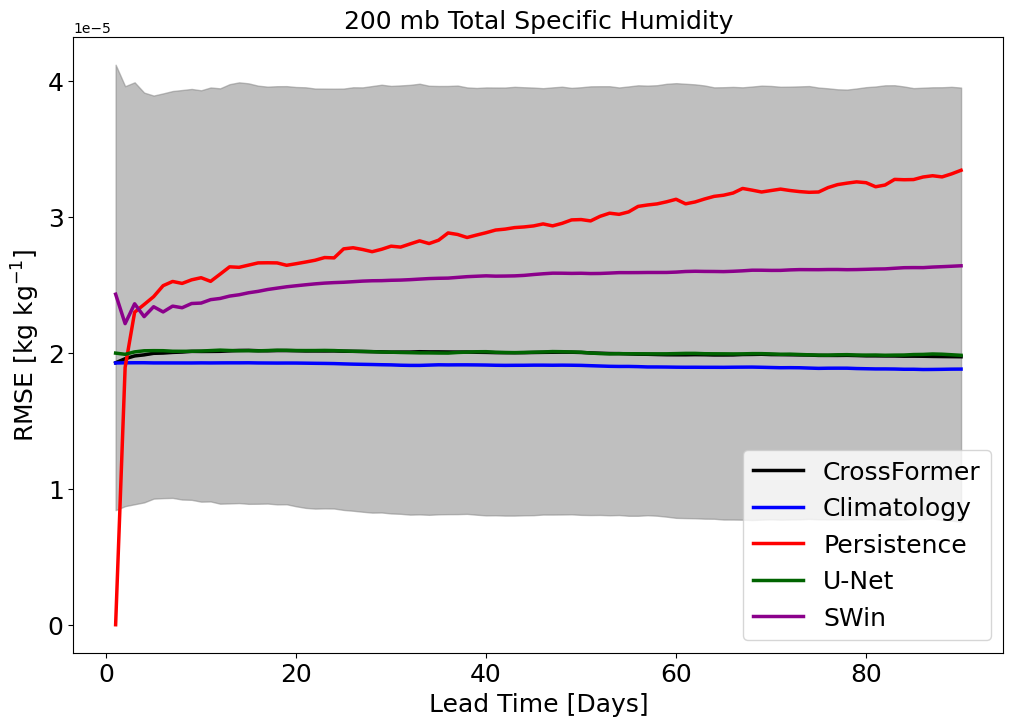 200 mb Total Specific Humidity
1e−5
4
3
2
1
0
RMSE [kg kg⁻¹]
0 20 40 60 80
Lead Time [Days]
CrossFormer
Climatology
Persistence
U-Net
SWin